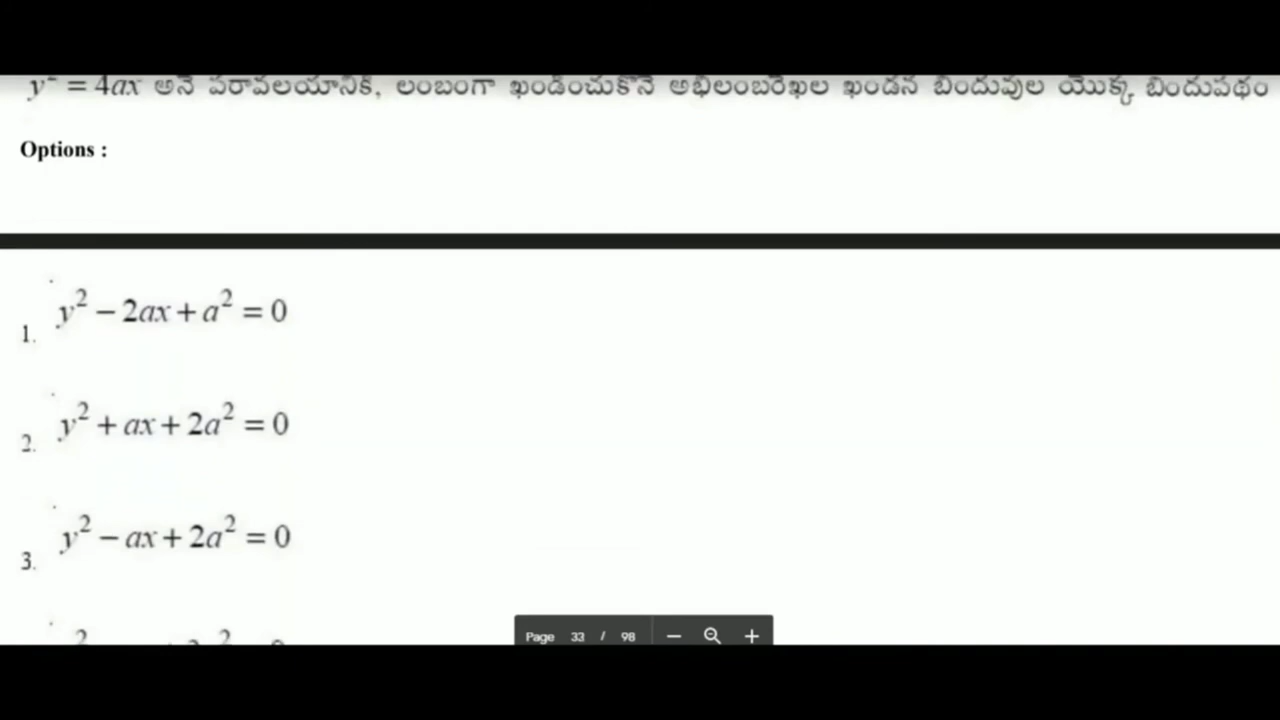 y² = 4ax అనే పరావలయానికి, లంబంగా ఖండించుకొనే అభిలంబరేఖల ఖండన బిందువుల యొక్క బిందుపథం
Options :
1. y² − 2ax + a² = 0
2. y² + ax + 2a² = 0
3. y² − ax + 2a² = 0
Page 33 / 98